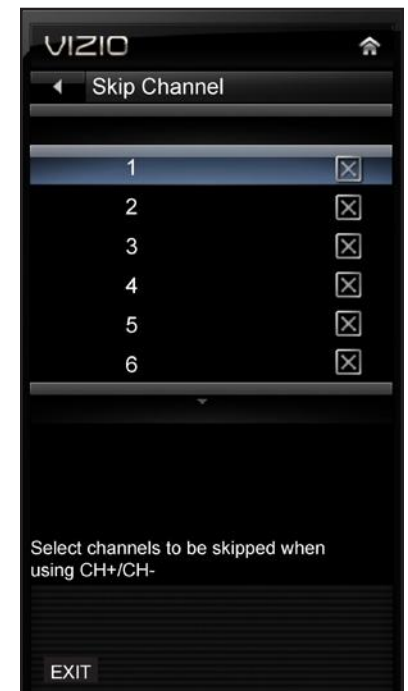 VIZIO
Skip Channel
1
2
3
4
5
6
Select channels to be skipped when
using CH+/CH-
EXIT